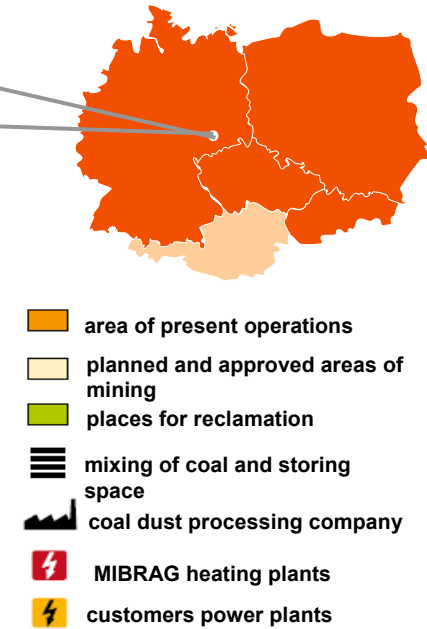 area of present operations
planned and approved areas of
mining
places for reclamation
mixing of coal and storing
space
coal dust processing company
MIBRAG heating plants
customers power plants